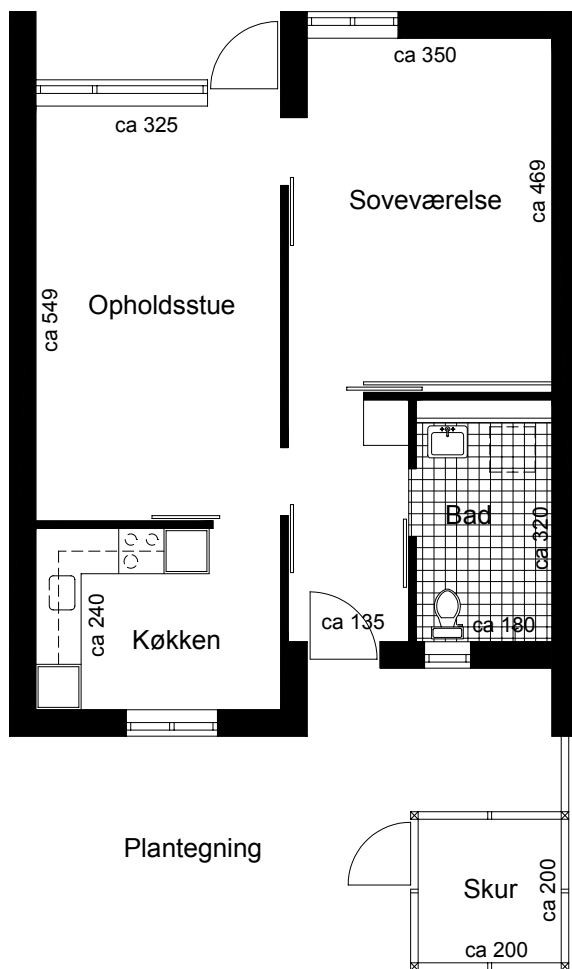 ca 350
ca 325
ca 469
Soveværelse
Opholdsstue
ca 549
Bad
ca 320
ca 240
Køkken
ca 135
ca 180
Plantegning
Skur
ca 200
ca 200